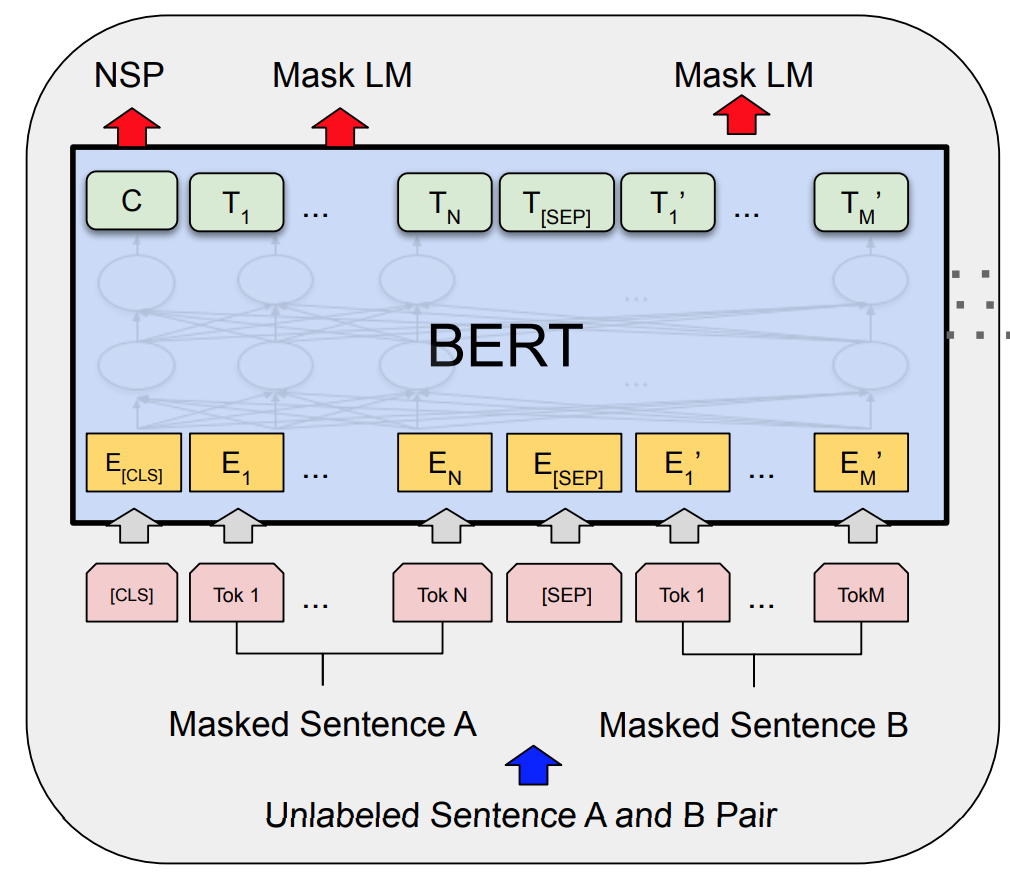 NSP Mask LM Mask LM
C T1 ... TN T[SEP] T1’ ... TM’
...
BERT
...
E[CLS] E1 ... EN E[SEP] E1’ ... EM’
[CLS] Tok 1 ... Tok N [SEP] Tok 1 ... TokM
Masked Sentence A Masked Sentence B
Unlabeled Sentence A and B Pair